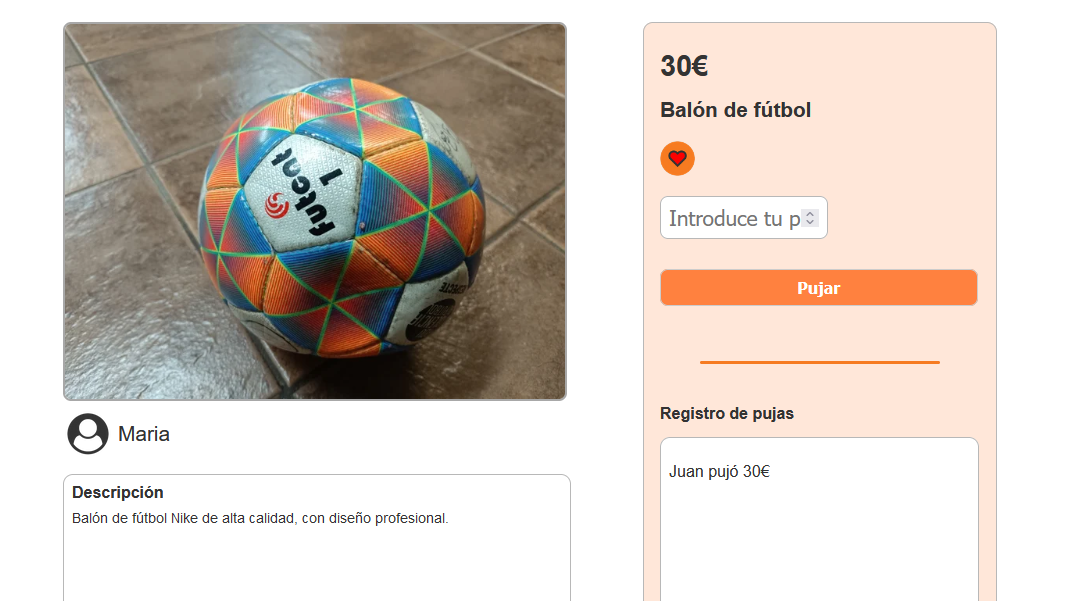 futcnt
1
Maria
Descripción
Balón de fútbol Nike de alta calidad, con diseño profesional.
30€
Balón de fútbol
Introduce tu p
Pujar
Registro de pujas
Juan pujó 30€